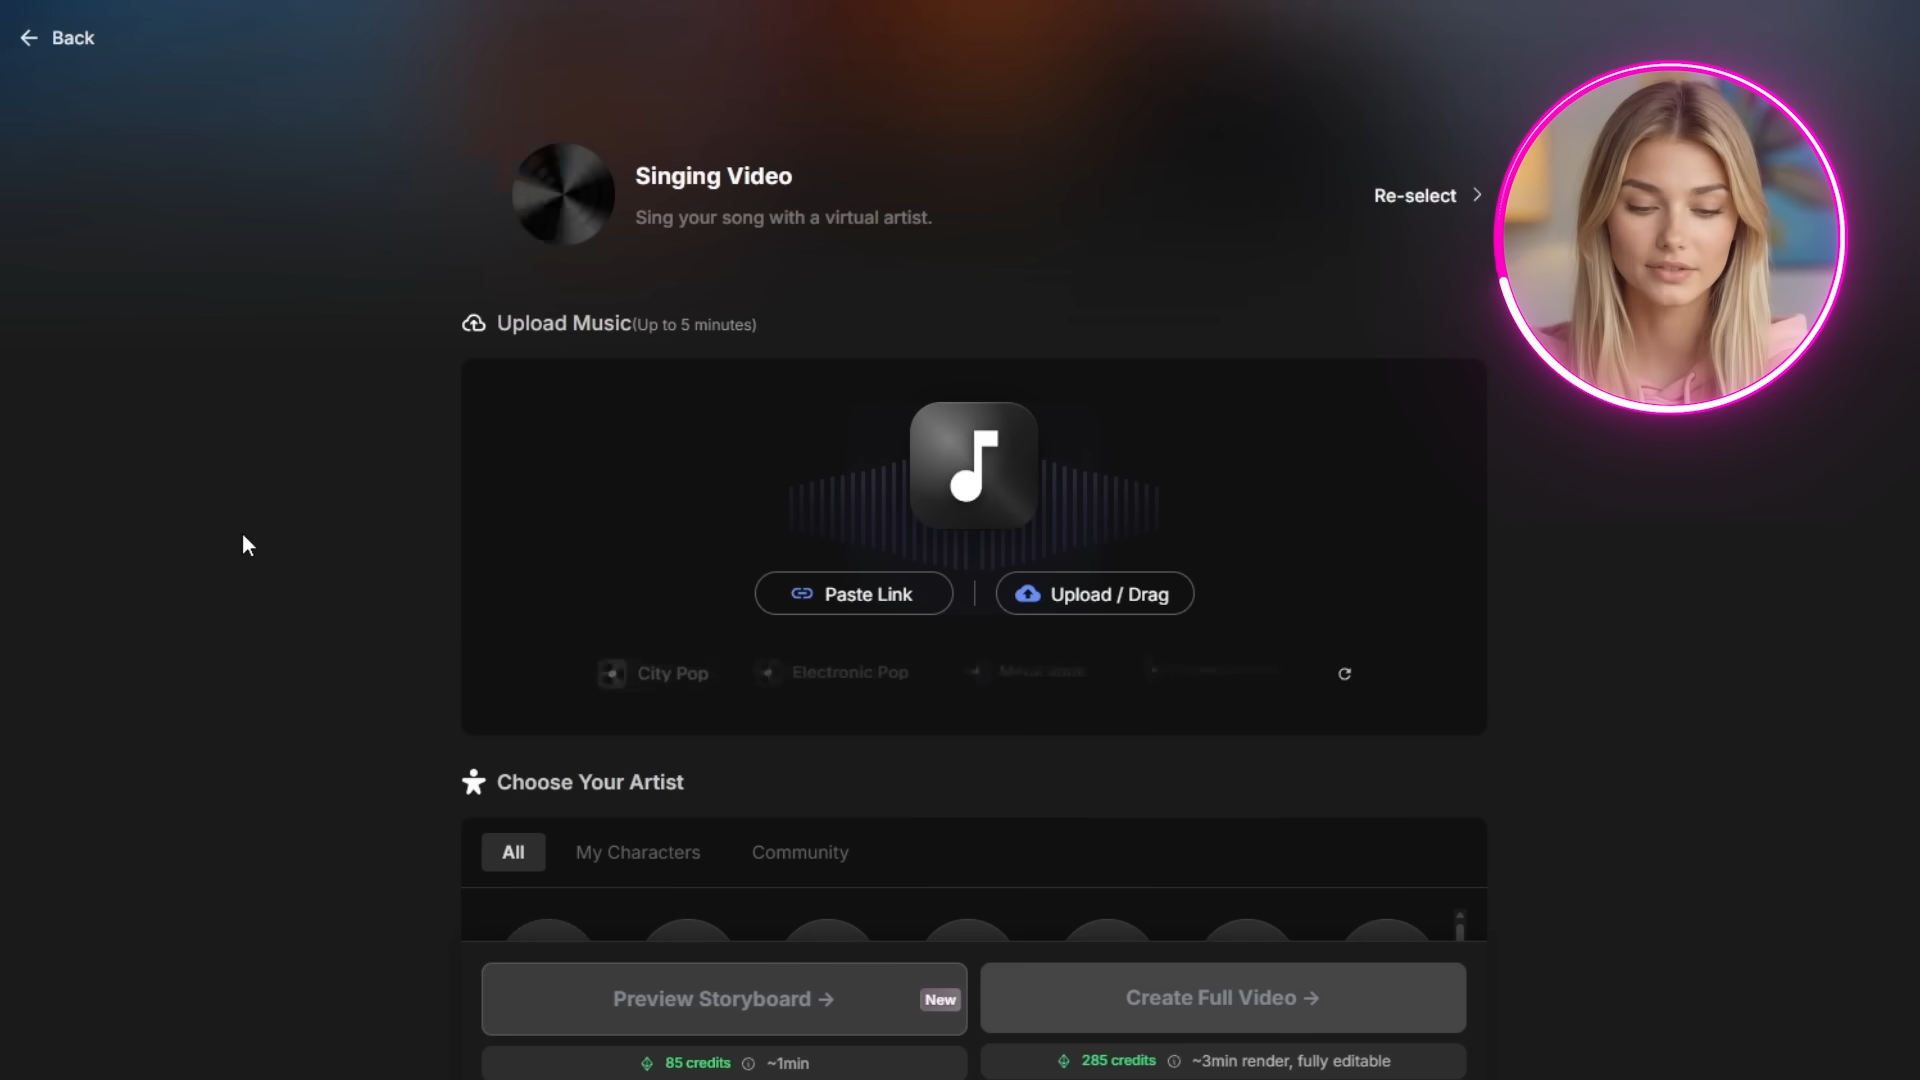 Back
Singing Video
Sing your song with a virtual artist.
Re-select
Upload Music(Up to 5 minutes)
Paste Link
Upload / Drag
City Pop
Electronic Pop
Choose Your Artist
All
My Characters
Community
Preview Storyboard →
New
Create Full Video →
85 credits ~1min
285 credits ~3min render, fully editable